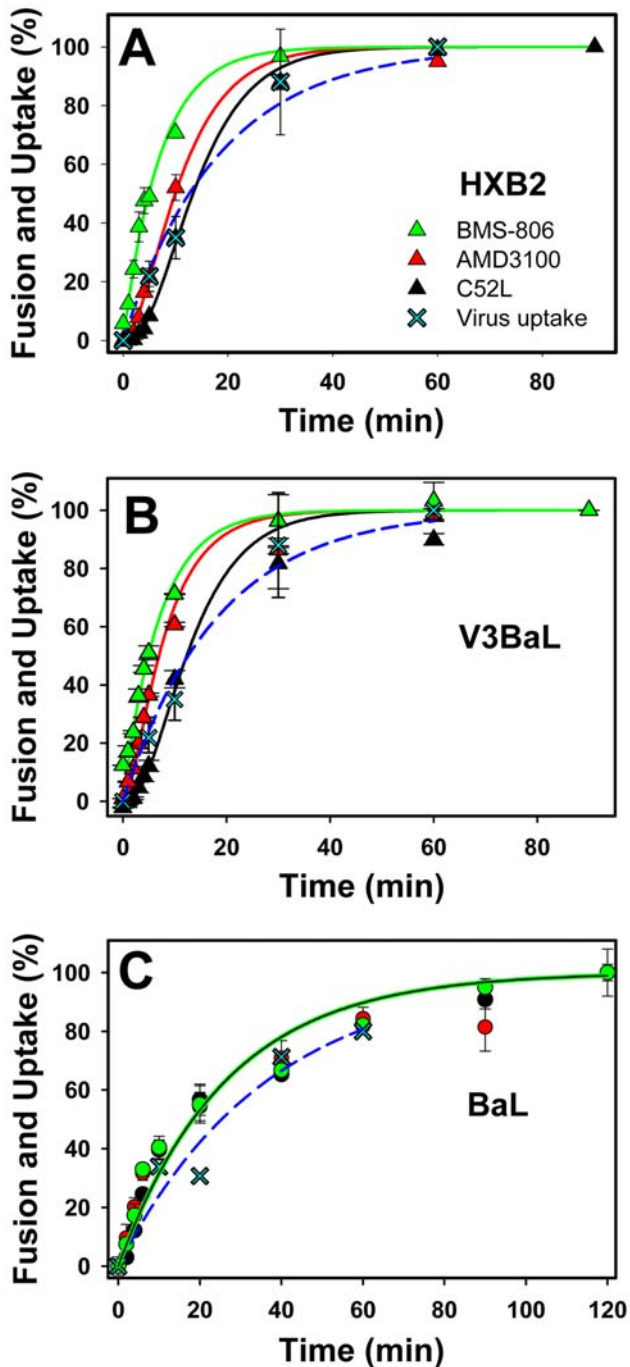 A
Fusion and Uptake (%)
100
80
60
40
20
0
HXB2
BMS-806
AMD3100
C52L
Virus uptake
0 20 40 60 80
Time (min)
B
Fusion and Uptake (%)
100
80
60
40
20
0
V3BaL
0 20 40 60 80
Time (min)
C
Fusion and Uptake (%)
100
80
60
40
20
0
BaL
0 20 40 60 80 100 120
Time (min)